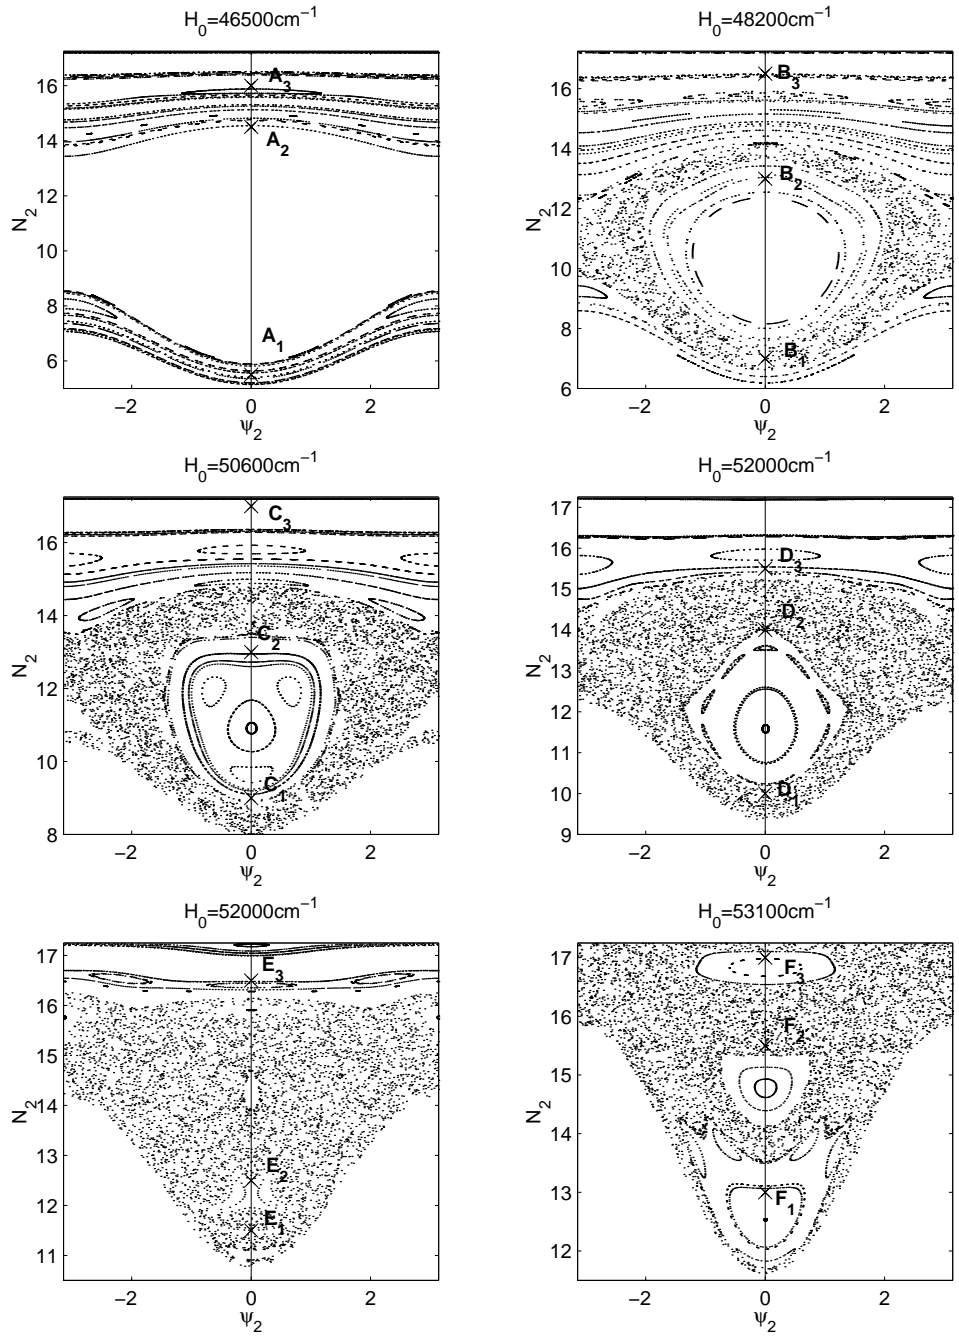 H₀=46500cm⁻¹
16
14
12
10
8
6
N₂
A₃
A₂
A₁
−2
0
2
ψ₂
H₀=48200cm⁻¹
16
14
12
10
8
6
N₂
B₃
B₂
B₁
−2
0
2
ψ₂
H₀=50600cm⁻¹
16
14
12
10
8
N₂
C₃
C₂
C₁
−2
0
2
ψ₂
H₀=52000cm⁻¹
17
16
15
14
13
12
11
10
9
N₂
D₃
D₂
D₁
−2
0
2
ψ₂
H₀=52000cm⁻¹
17
16
15
14
13
12
11
N₂
E₃
E₂
E₁
−2
0
2
ψ₂
H₀=53100cm⁻¹
17
16
15
14
13
12
N₂
F₃
F₂
F₁
−2
0
2
ψ₂